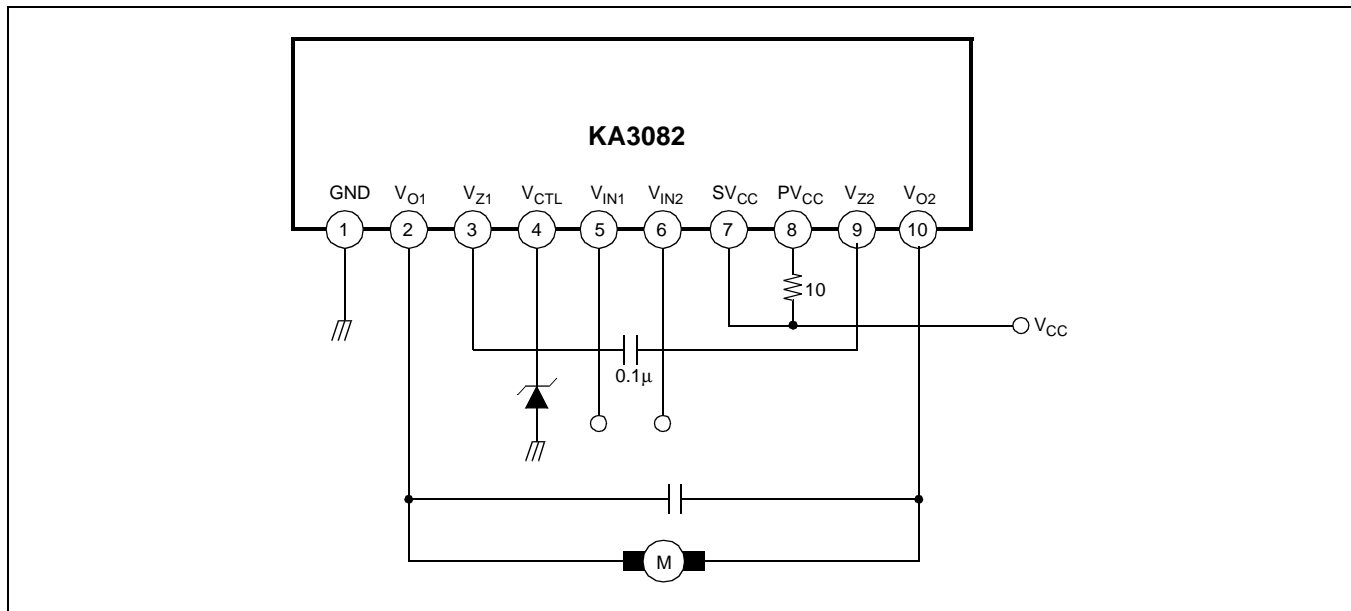 KA3082
GND VO1 VZ1 VCTL VIN1 VIN2 SVCC PVCC VZ2 VO2
1 2 3 4 5 6 7 8 9 10
10
VCC
0.1μ
M